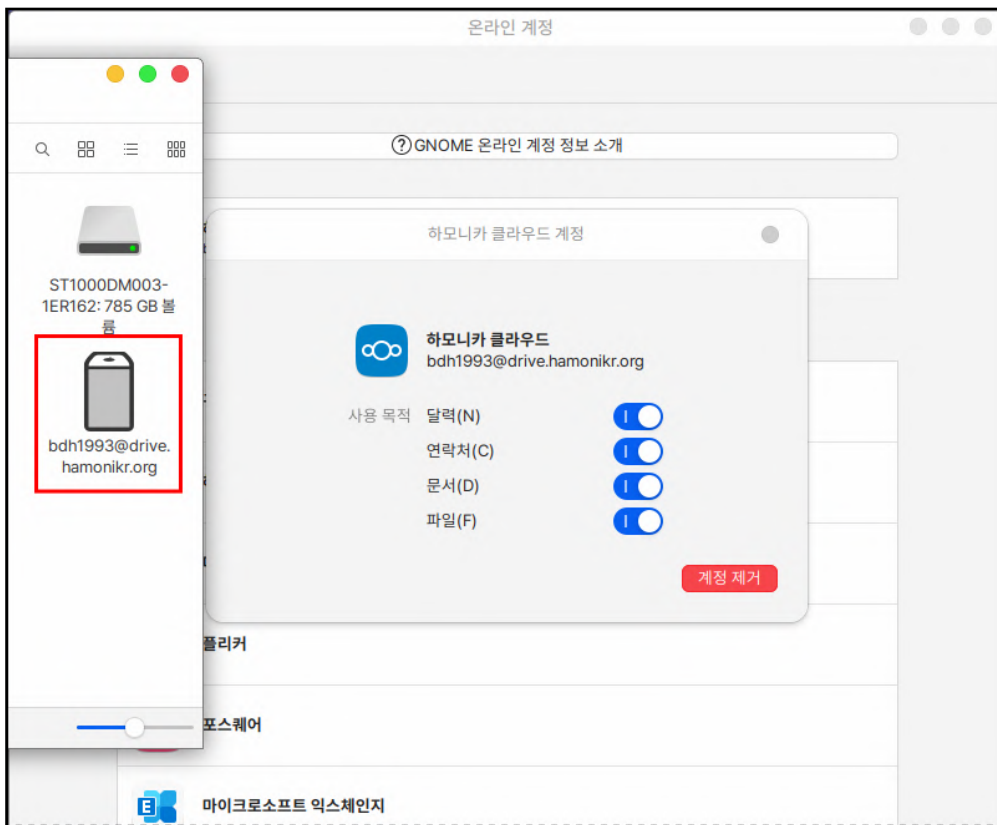 온라인 계정
GNOME 온라인 계정 정보 소개
ST1000DM003-
1ER162: 785 GB 볼
륨
bdh1993@drive.
hamonikr.org
하모니카 클라우드 계정
하모니카 클라우드
bdh1993@drive.hamonikr.org
사용 목적 달력(N)
연락처(C)
문서(D)
파일(F)
계정 제거
플리커
포스퀘어
마이크로소프트 익스체인지